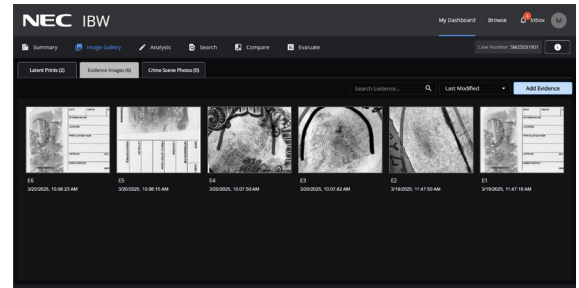 NEC IBW
My Dashboard Browse Inbox M
Summary Image Gallery Analysis Search Compare Evaluate
Case Number: SM25031901
Latent Prints (2) Evidence Images (6) Crime Scene Photos (0)
Search Evidence... Last Modified Add Evidence
E6 E5 E4 E3 E2 E1
3/20/2025, 10:08:23 AM 3/20/2025, 10:08:15 AM 3/20/2025, 10:07:50 AM 3/20/2025, 10:07:42 AM 3/19/2025, 11:47:50 AM 3/19/2025, 11:47:18 AM